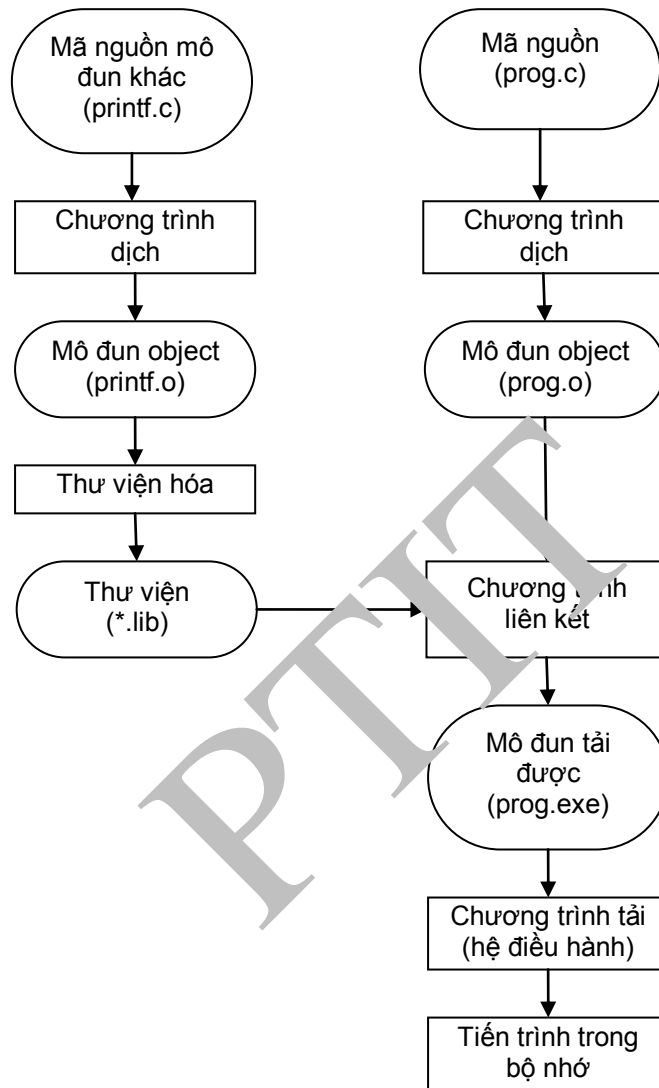 Mã nguồn mô
đun khác
(printf.c)
Chương trình
dịch
Mô đun object
(printf.o)
Thư viện hóa
Thư viện
(*.lib)
Mã nguồn
(prog.c)
Chương trình
dịch
Mô đun object
(prog.o)
Chương trình
liên kết
Mô đun tải
được
(prog.exe)
Chương trình tải
(hệ điều hành)
Tiến trình trong
bộ nhớ
PTIT